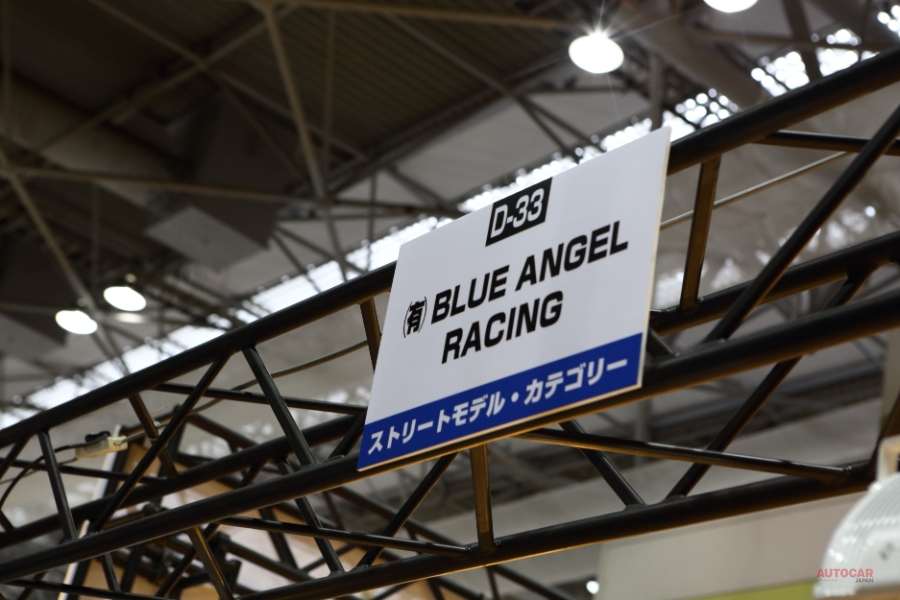 D-33
㈲ BLUE ANGEL
RACING
ストリートモデル・カテゴリー
AUTOCAR
JAPAN